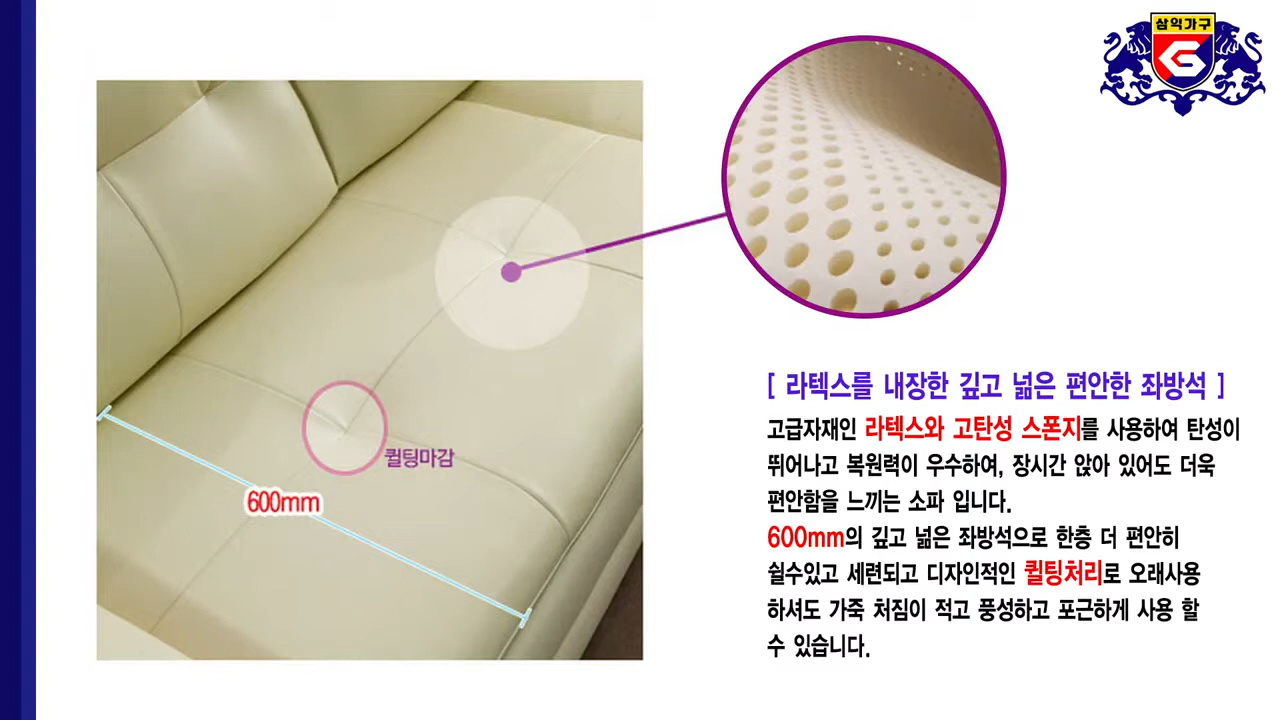 삼익가구
[ 라텍스를 내장한 깊고 넓은 편안한 좌방석 ]
고급자재인 라텍스와 고탄성 스폰지를 사용하여 탄성이
뛰어나고 복원력이 우수하여, 장시간 앉아 있어도 더욱
편안함을 느끼는 소파 입니다.
600mm의 깊고 넓은 좌방석으로 한층 더 편안히
쉴수있고 세련되고 디자인적인 퀼팅처리로 오래사용
하셔도 가죽 처짐이 적고 풍성하고 포근하게 사용 할
수 있습니다.
퀼팅마감
600mm